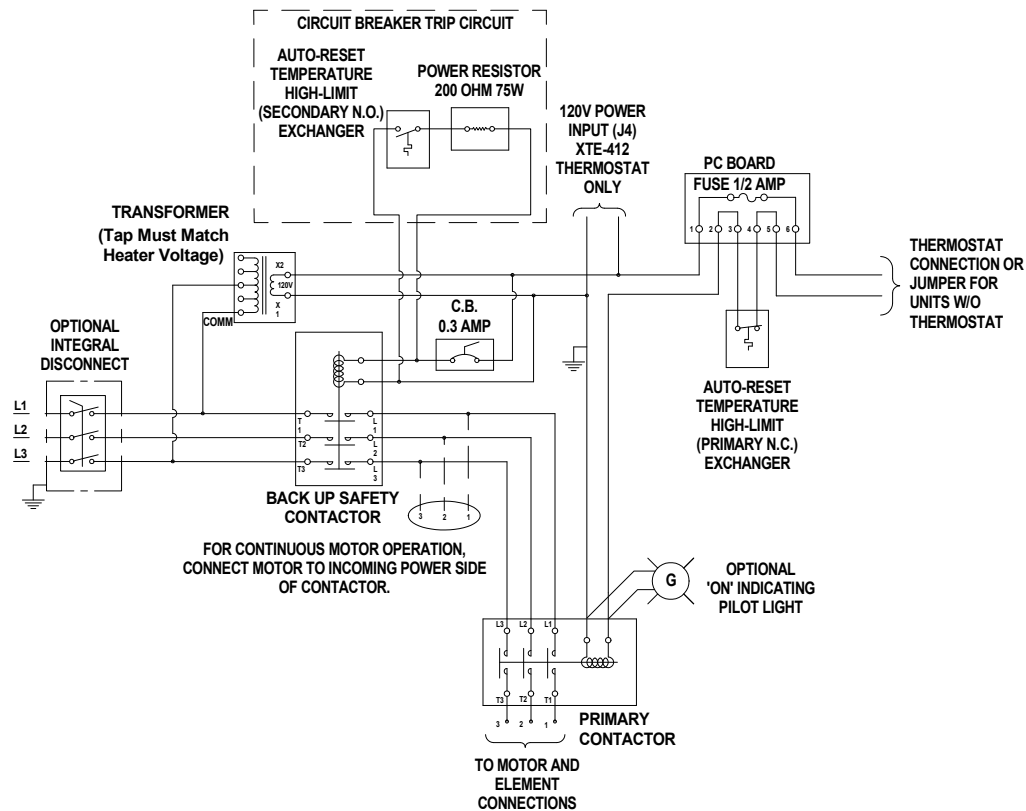 CIRCUIT BREAKER TRIP CIRCUIT
AUTO-RESET
TEMPERATURE
HIGH-LIMIT
(SECONDARY N.O.)
EXCHANGER
POWER RESISTOR
200 OHM 75W
120V POWER
INPUT (J4)
XTE-412
THERMOSTAT
ONLY
PC BOARD
FUSE 1/2 AMP
1 2 3 4 5 6
THERMOSTAT
CONNECTION OR
JUMPER FOR
UNITS W/O
THERMOSTAT
TRANSFORMER
(Tap Must Match
Heater Voltage)
X2
120V
X
1
COMM
C.B.
0.3 AMP
OPTIONAL
INTEGRAL
DISCONNECT
L1
L2
L3
T
1
T2
T3
L
1
L
2
L
3
BACK UP SAFETY
CONTACTOR
3 2 1
AUTO-RESET
TEMPERATURE
HIGH-LIMIT
(PRIMARY N.C.)
EXCHANGER
FOR CONTINUOUS MOTOR OPERATION,
CONNECT MOTOR TO INCOMING POWER SIDE
OF CONTACTOR.
G
OPTIONAL
'ON' INDICATING
PILOT LIGHT
L3 L2 L1
T3 T2 T1
3 2 1
PRIMARY
CONTACTOR
TO MOTOR AND
ELEMENT
CONNECTIONS